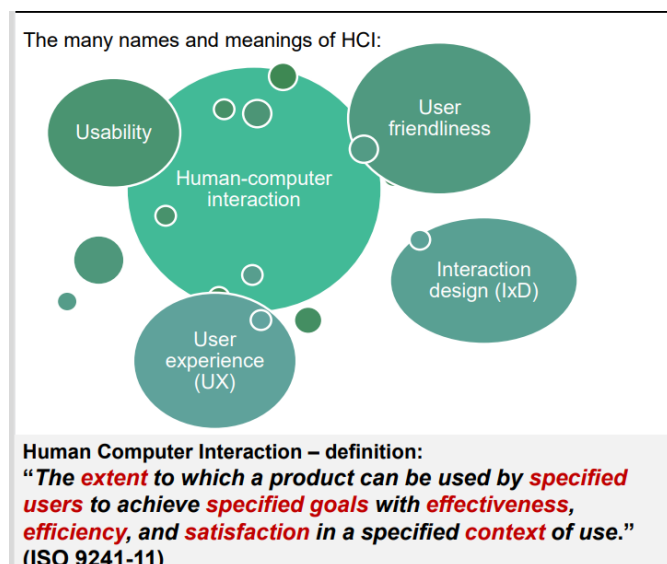 The many names and meanings of HCI:
Usability
User
friendliness
Human-computer
interaction
Interaction
design (IxD)
User
experience
(UX)
Human Computer Interaction – definition:
“The extent to which a product can be used by specified
users to achieve specified goals with effectiveness,
efficiency, and satisfaction in a specified context of use.”
(ISO 9241-11)